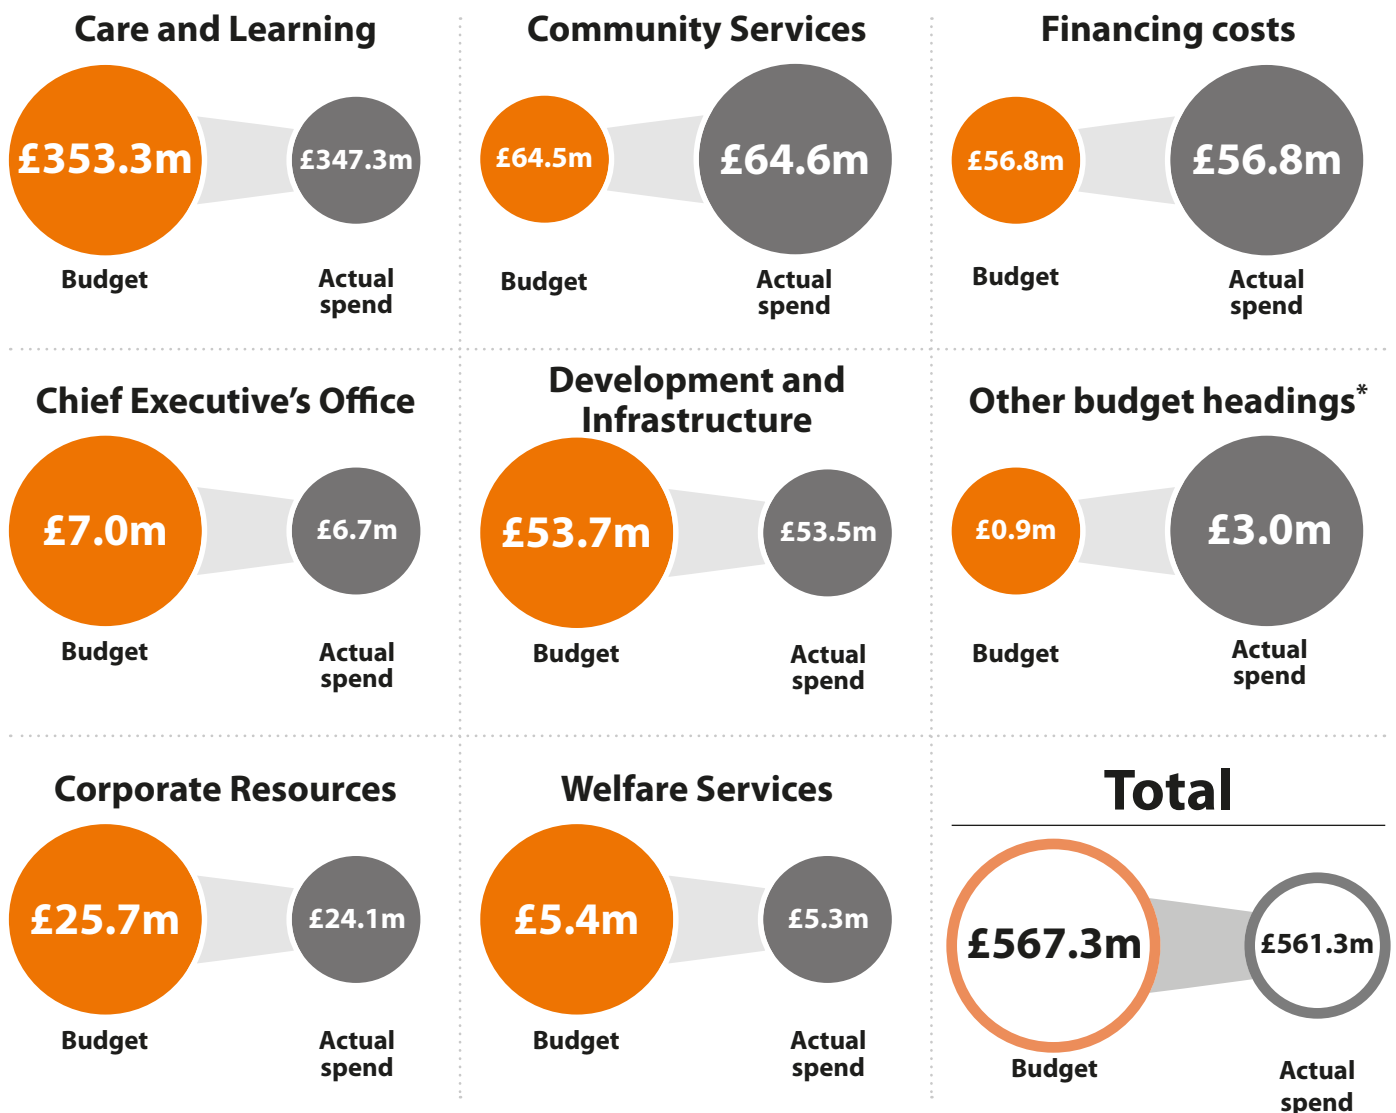 Care and Learning
£353.3m
£347.3m
Budget
Actual
spend
Community Services
£64.5m
£64.6m
Budget
Actual
spend
Financing costs
£56.8m
£56.8m
Budget
Actual
spend
Chief Executive’s Office
£7.0m
£6.7m
Budget
Actual
spend
Development and
Infrastructure
£53.7m
£53.5m
Budget
Actual
spend
Other budget headings*
£0.9m
£3.0m
Budget
Actual
spend
Corporate Resources
£25.7m
£24.1m
Budget
Actual
spend
Welfare Services
£5.4m
£5.3m
Budget
Actual
spend
Total
£567.3m
£561.3m
Budget
Actual
spend